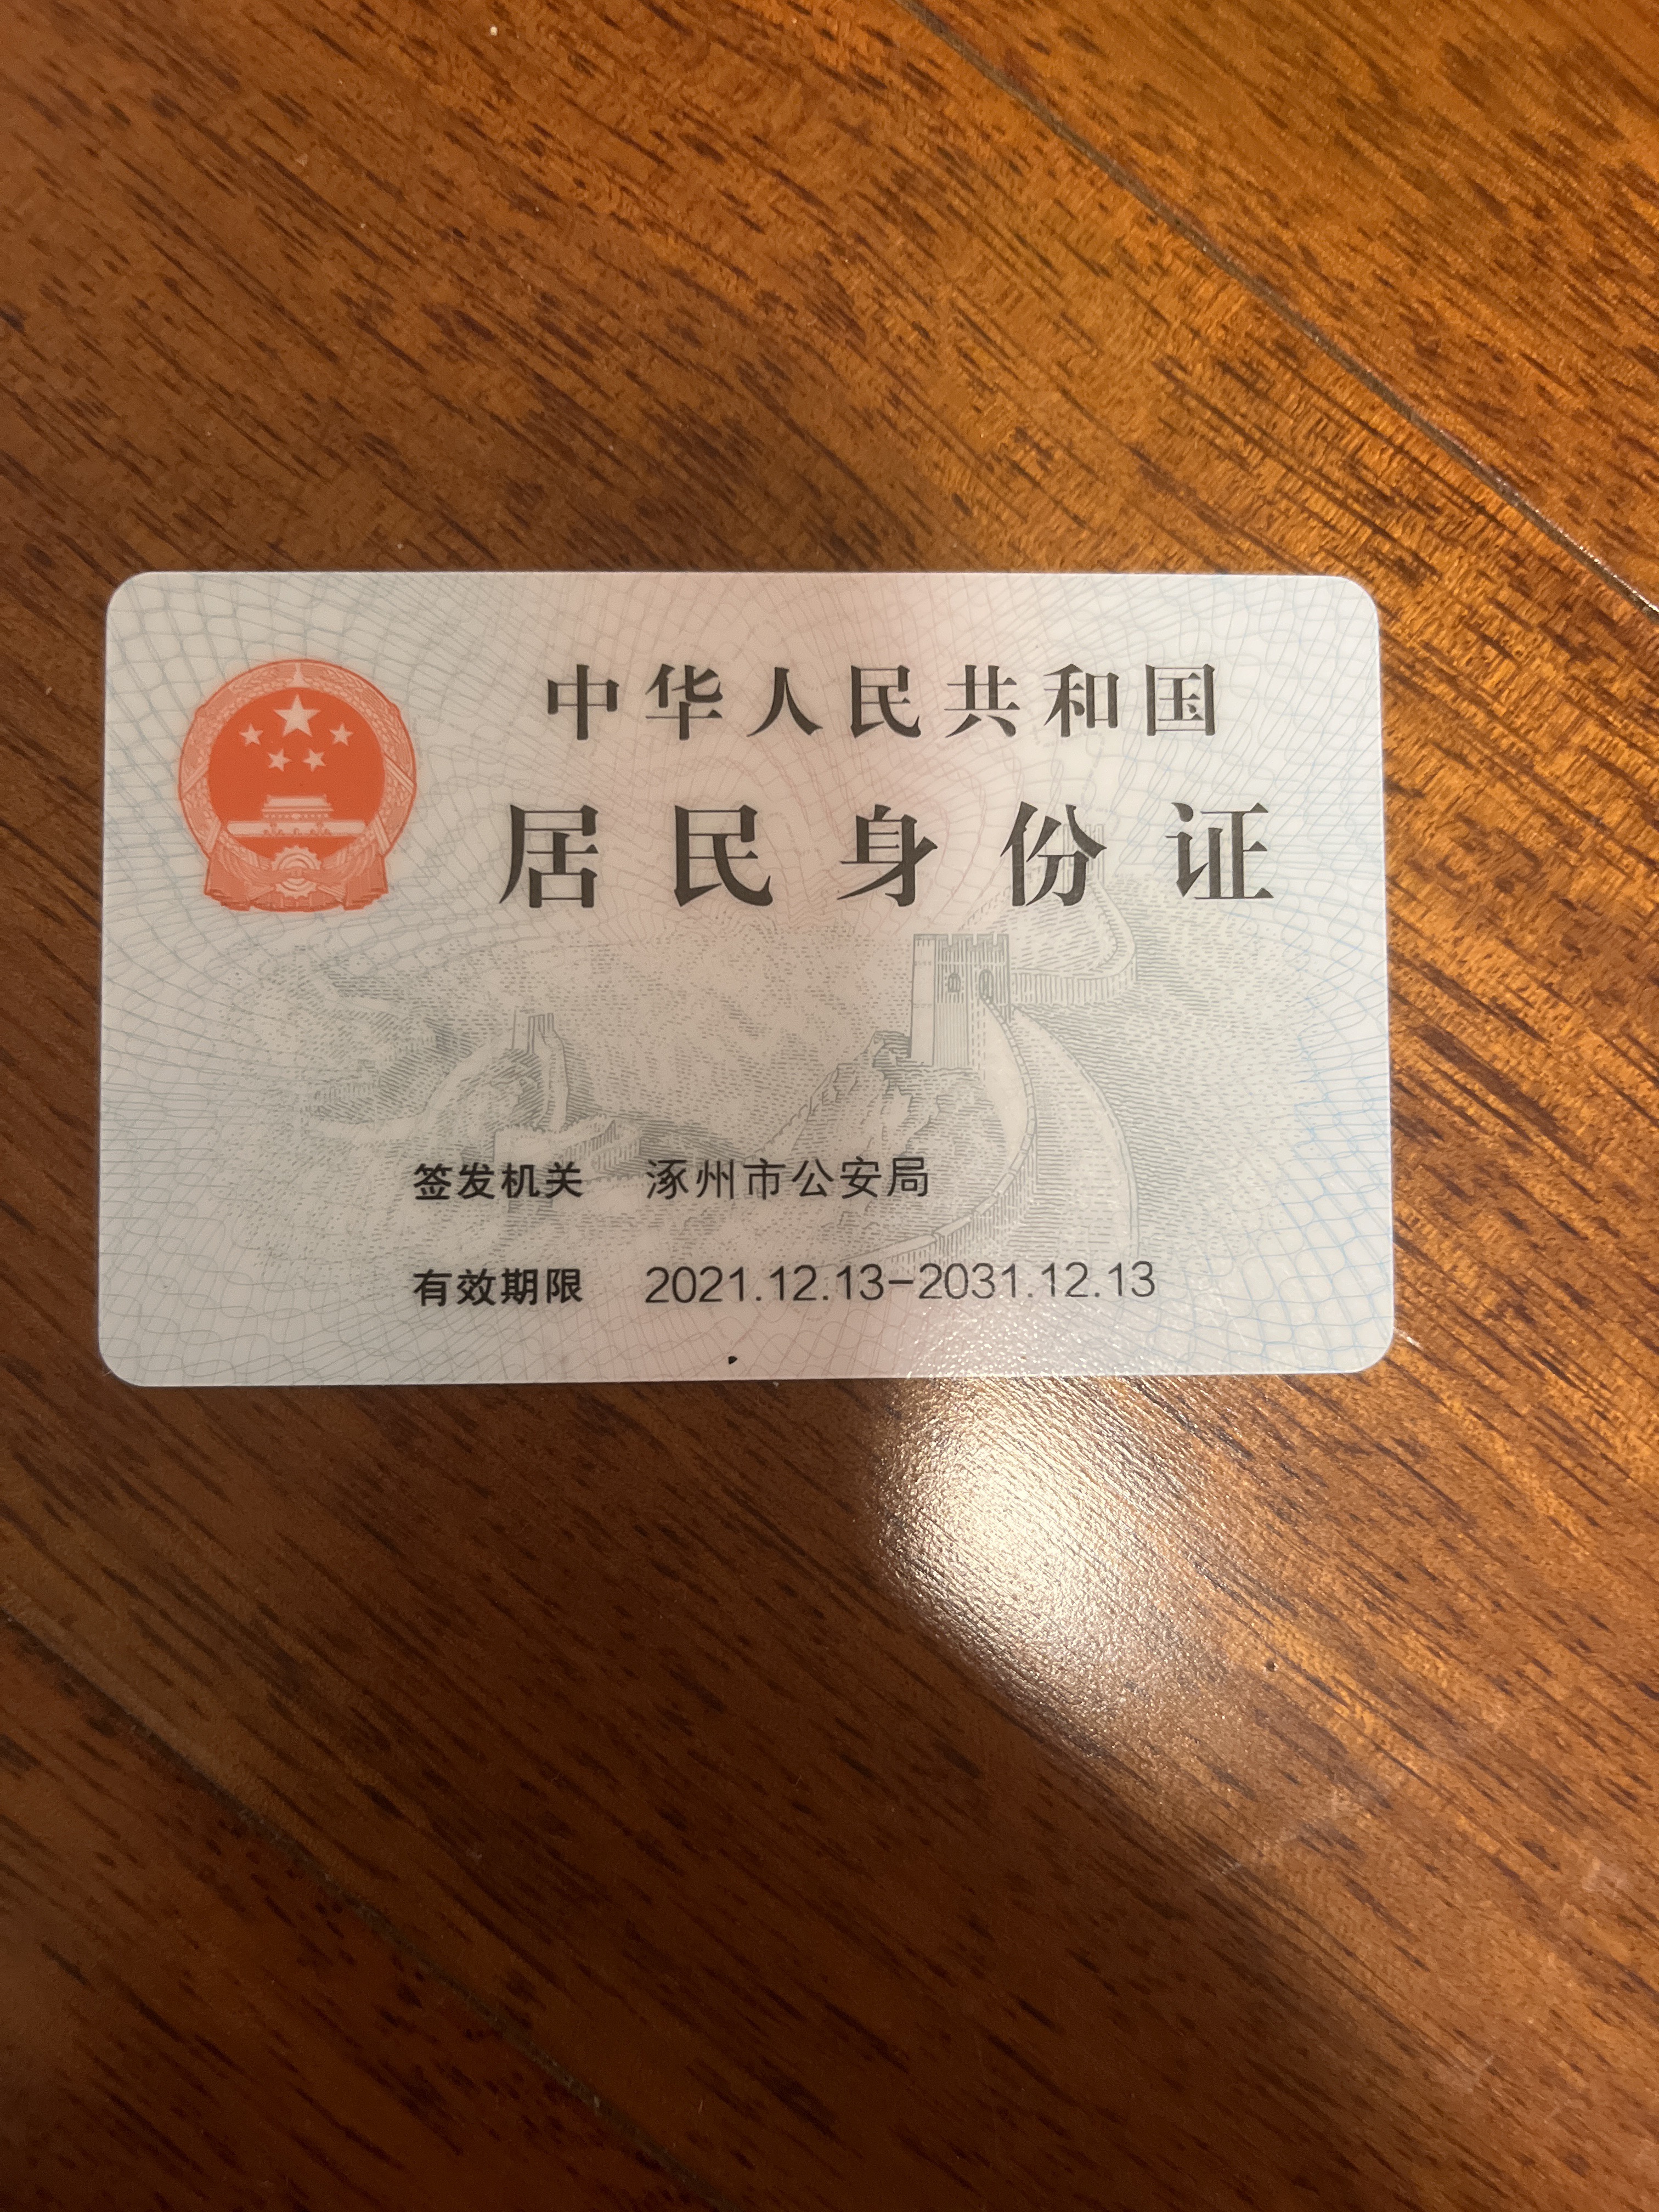 中华人民共和国
居民身份证
签发机关 涿州市公安局
有效期限 2021.12.13-2031.12.13